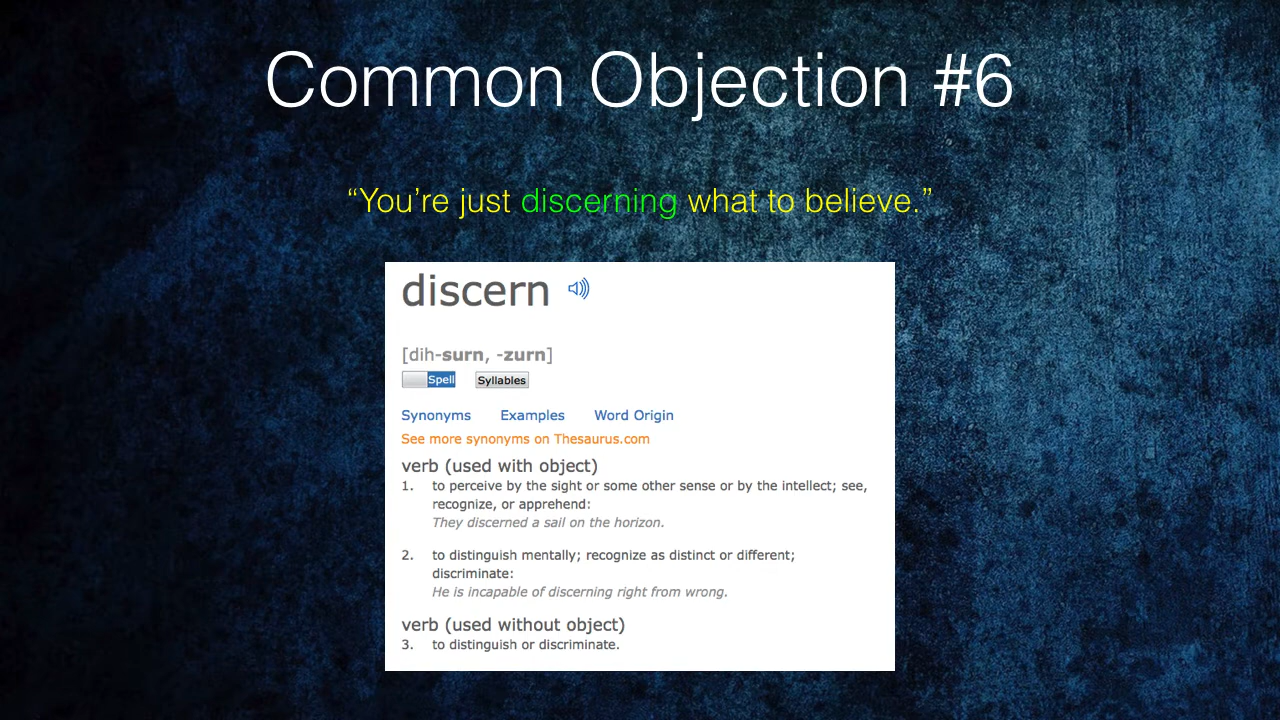 Common Objection #6
“You’re just discerning what to believe.”
discern
[dih-surn, -zurn]
Spell Syllables
Synonyms Examples Word Origin
See more synonyms on Thesaurus.com
verb (used with object)
1. to perceive by the sight or some other sense or by the intellect; see,
recognize, or apprehend:
They discerned a sail on the horizon.
2. to distinguish mentally; recognize as distinct or different;
discriminate:
He is incapable of discerning right from wrong.
verb (used without object)
3. to distinguish or discriminate.